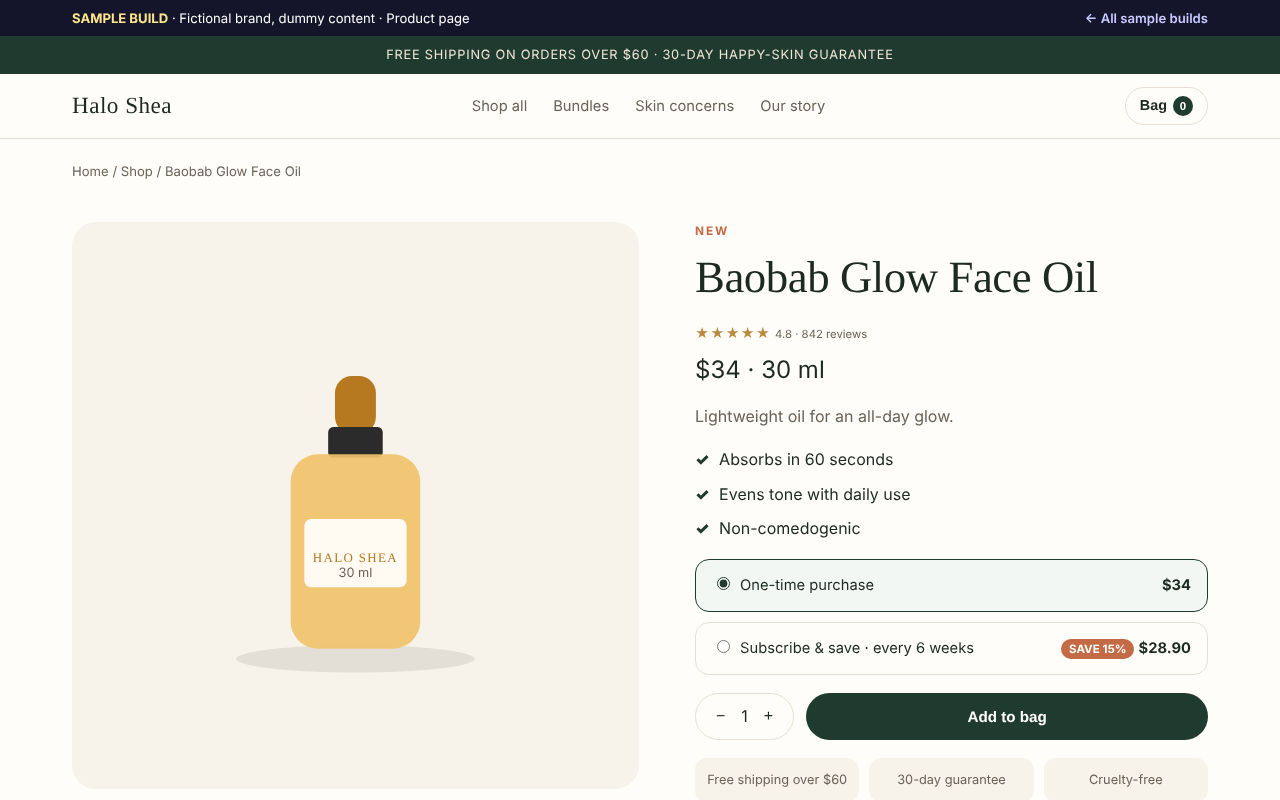 SAMPLE BUILD · Fictional brand, dummy content · Product page
← All sample builds
FREE SHIPPING ON ORDERS OVER $60 · 30-DAY HAPPY-SKIN GUARANTEE
Halo Shea
Shop all
Bundles
Skin concerns
Our story
Bag 0
Home / Shop / Baobab Glow Face Oil
HALO SHEA
30 ml
NEW
Baobab Glow Face Oil
★★★★★ 4.8 · 842 reviews
$34 · 30 ml
Lightweight oil for an all-day glow.
✔ Absorbs in 60 seconds
✔ Evens tone with daily use
✔ Non-comedogenic
One-time purchase $34
Subscribe & save · every 6 weeks SAVE 15% $28.90
− 1 +
Add to bag
Free shipping over $60
30-day guarantee
Cruelty-free